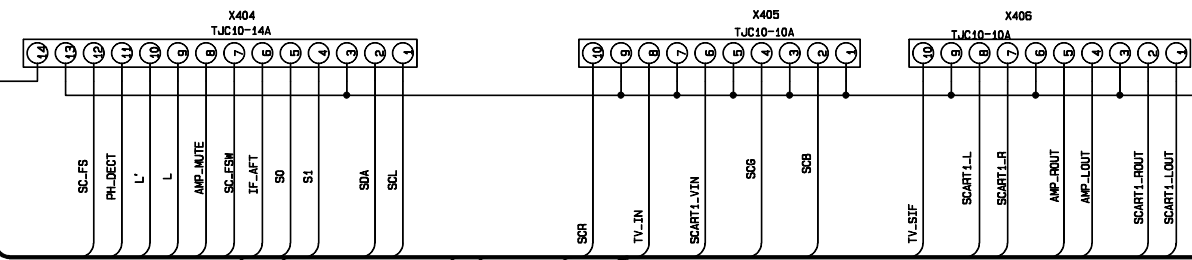 X404
TJC10-14A
14 13 12 11 10 9 8 7 6 5 4 3 2 1
X405
TJC10-10A
10 9 8 7 6 5 4 3 2 1
X406
TJC10-10A
10 9 8 7 6 5 4 3 2 1
SC_FS
PH_DECT
L'
L
AMP_MUTE
SC_FSW
IF_AFT
S0
S1
SDA
SCL
SCR
TV_IN
SCART1_VIN
SCG
SCB
TV_SIF
SCART1_L
SCART1_R
AMP_ROUT
AMP_LOUT
SCART1_ROUT
SCART1_LOUT